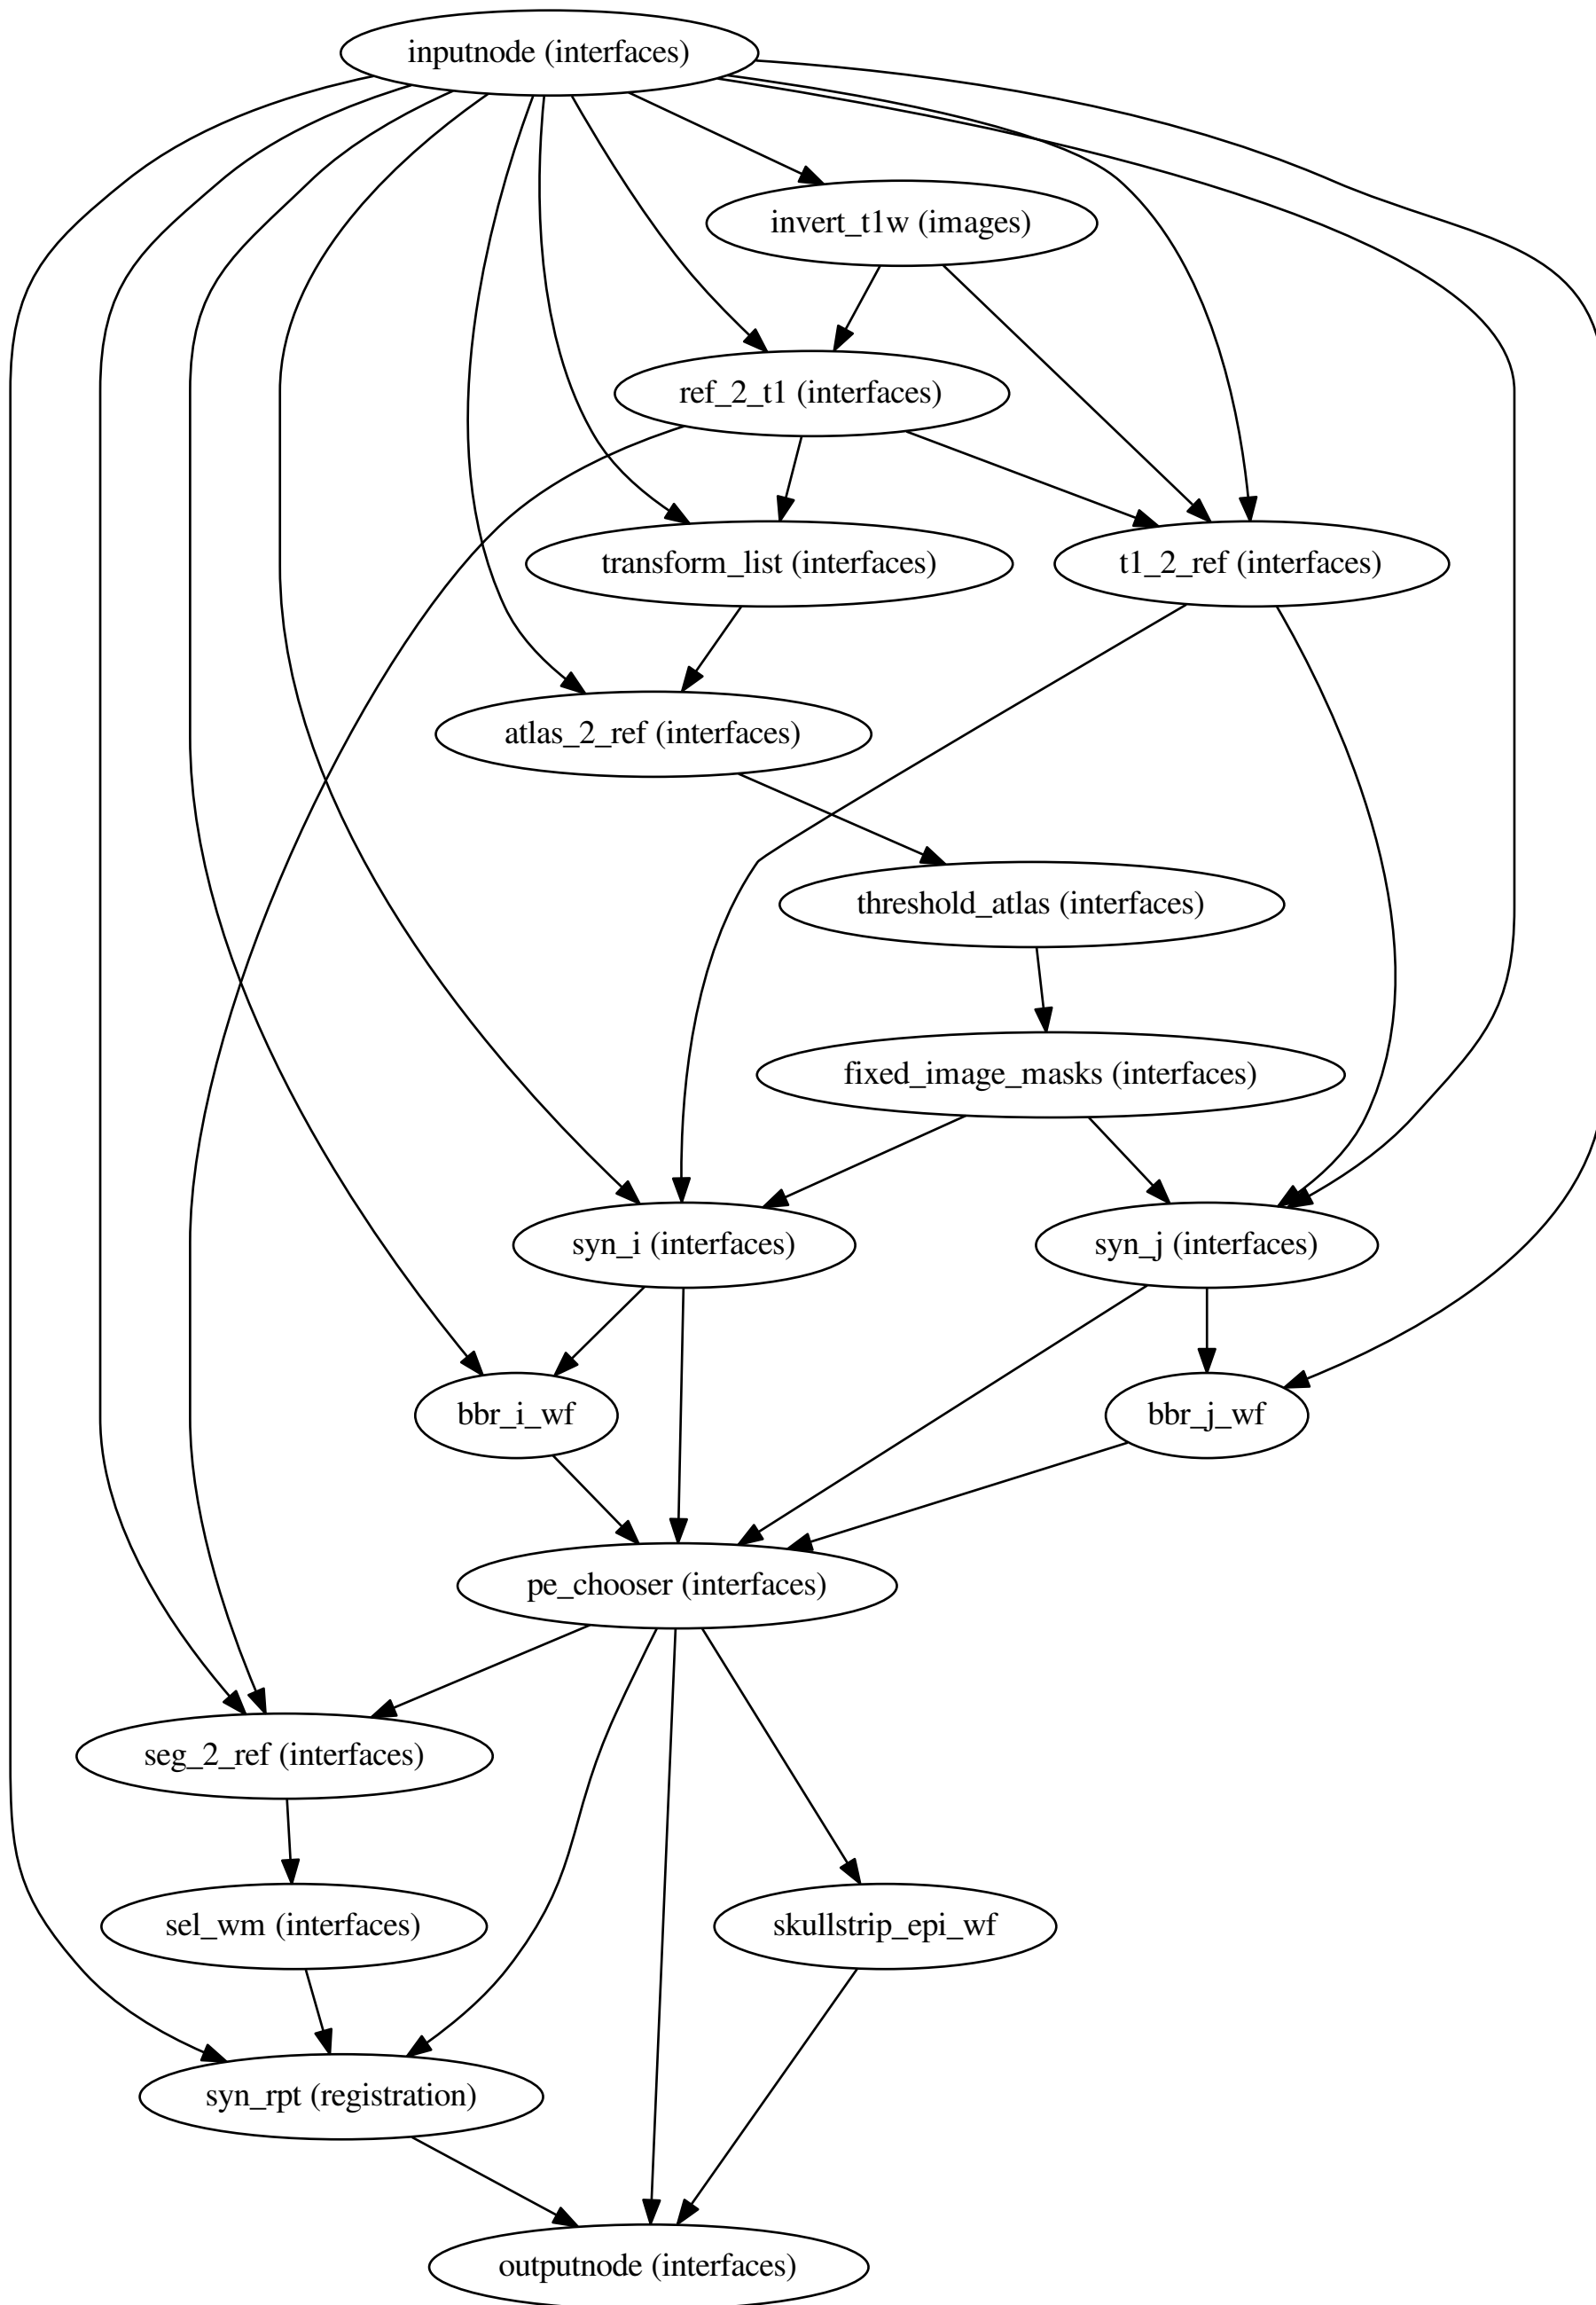 inputnode (interfaces)
invert_t1w (images)
ref_2_t1 (interfaces)
transform_list (interfaces)
t1_2_ref (interfaces)
atlas_2_ref (interfaces)
threshold_atlas (interfaces)
fixed_image_masks (interfaces)
syn_i (interfaces)
syn_j (interfaces)
bbr_i_wf
bbr_j_wf
pe_chooser (interfaces)
seg_2_ref (interfaces)
sel_wm (interfaces)
skullstrip_epi_wf
syn_rpt (registration)
outputnode (interfaces)